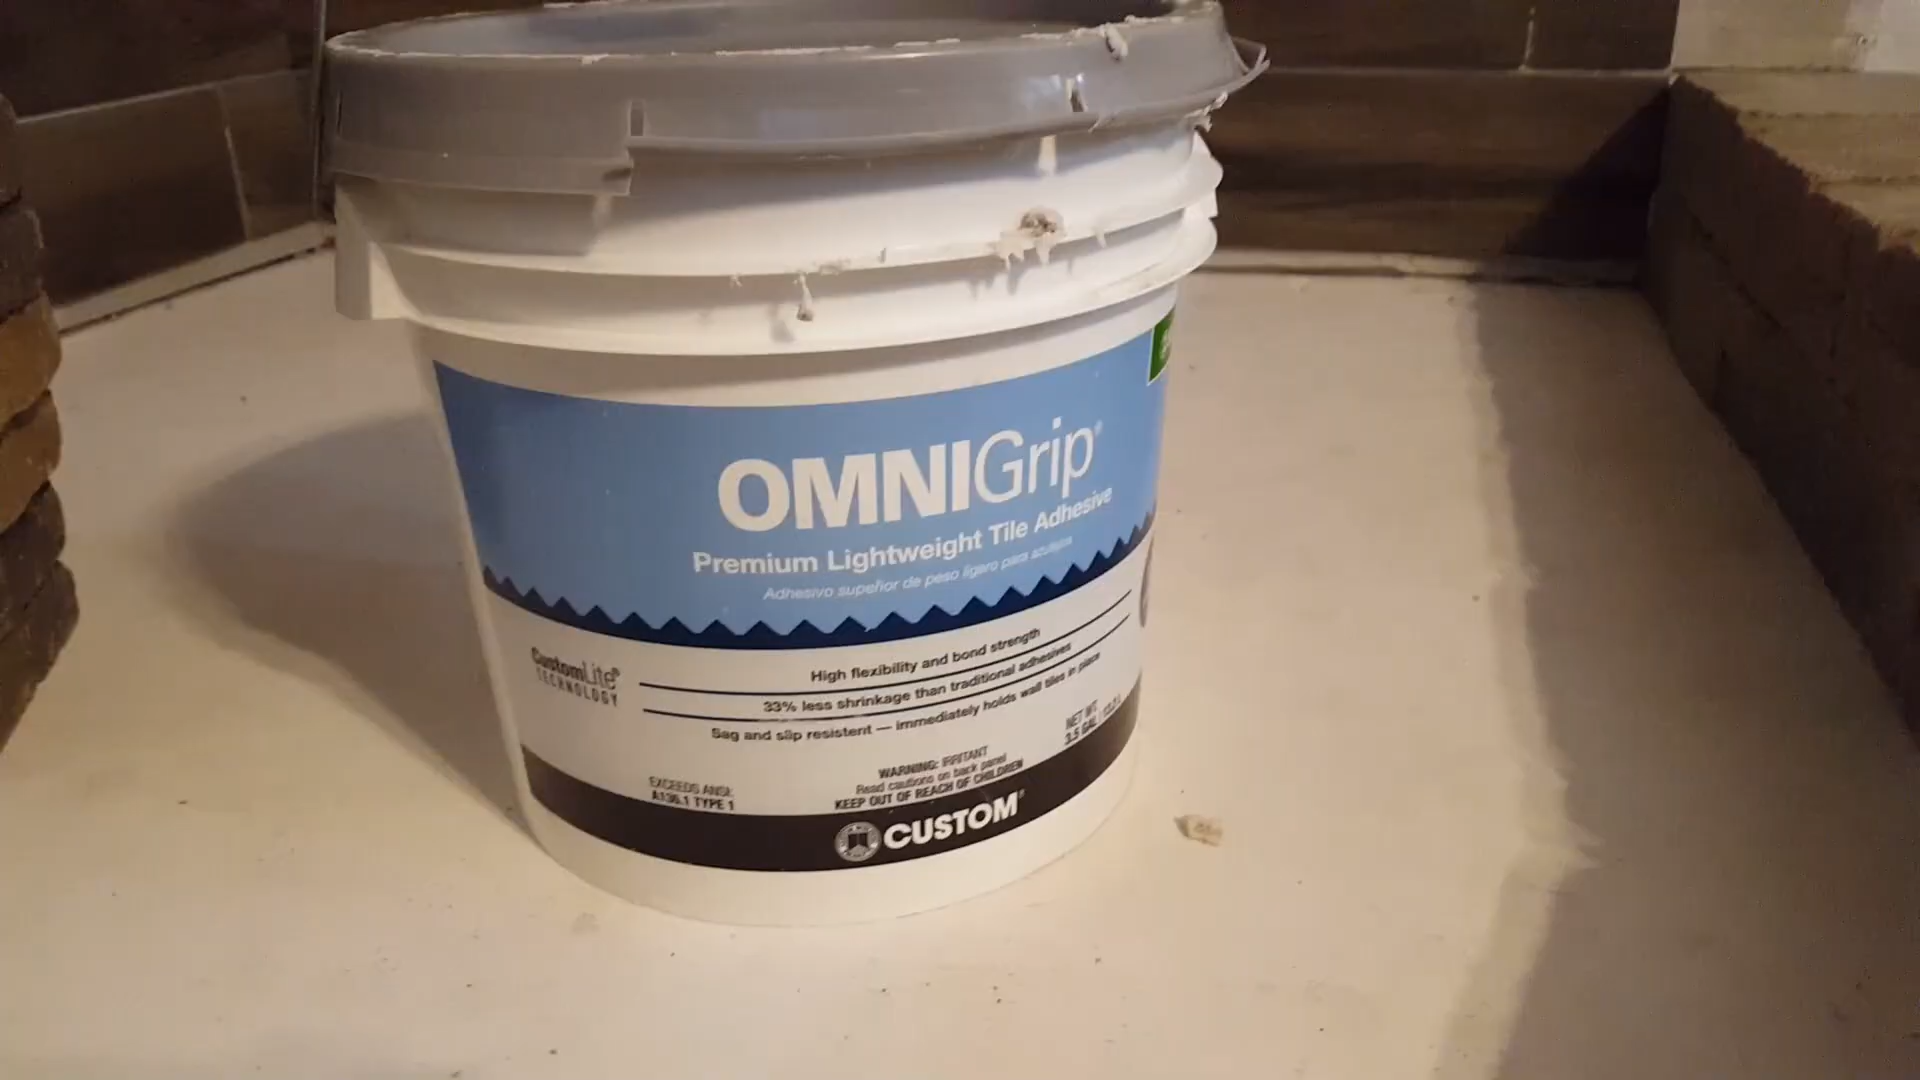 OMNIGrip®
Premium Lightweight Tile Adhesive
Adhesivo superior de peso ligero para azulejos
CustomLite®
TECHNOLOGY
High flexibility and bond strength
33% less shrinkage than traditional adhesives
Sag and slip resistent — immediately holds wall tiles in place
NET WT.
3.5 GAL
EXCEEDS ANSI:
A136.1 TYPE 1
WARNING: IRRITANT
Read cautions on back panel
KEEP OUT OF REACH OF CHILDREN
CUSTOM®